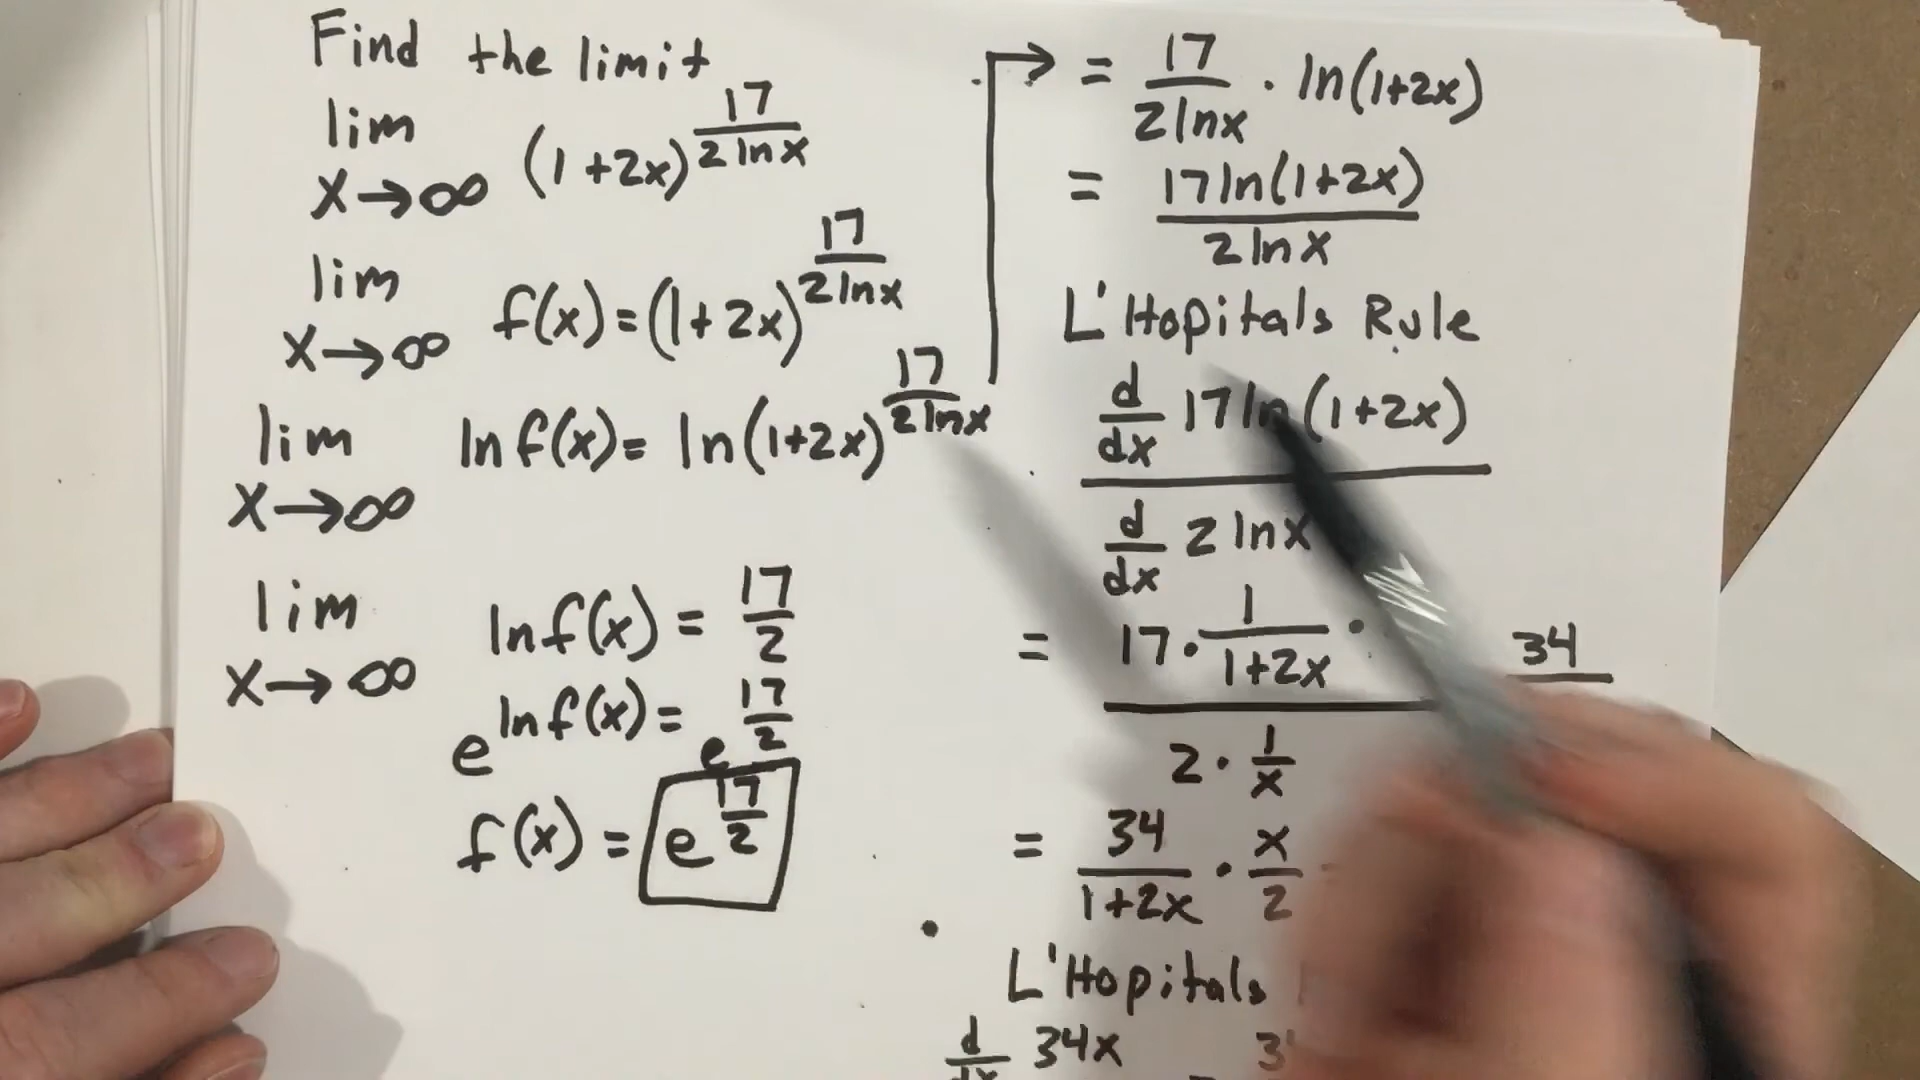 Find the limit
lim x→∞ (1+2x)^(17/(2lnx))
lim x→∞ f(x)=(1+2x)^(17/(2lnx))
lim x→∞ ln f(x)= ln(1+2x)^(17/(2lnx))
lim x→∞ ln f(x) = 17/2
e^(ln f(x)) = e^(17/2)
f(x) = e^(17/2)
= 17/(2lnx) · ln(1+2x)
= 17ln(1+2x)/(2lnx)
L'Hopitals Rule
d/dx 17ln(1+2x)
d/dx 2lnx
= 17 · 1/(1+2x) ·
34
2 · 1/x
= 34/(1+2x) · x/2
L'Hopitals
d/dx 34x